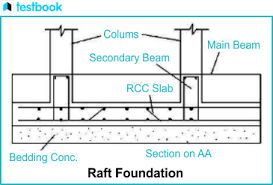 testbook
Colums
Secondary Beam
Main Beam
RCC Slab
Bedding Conc.
Section on AA
Raft Foundation